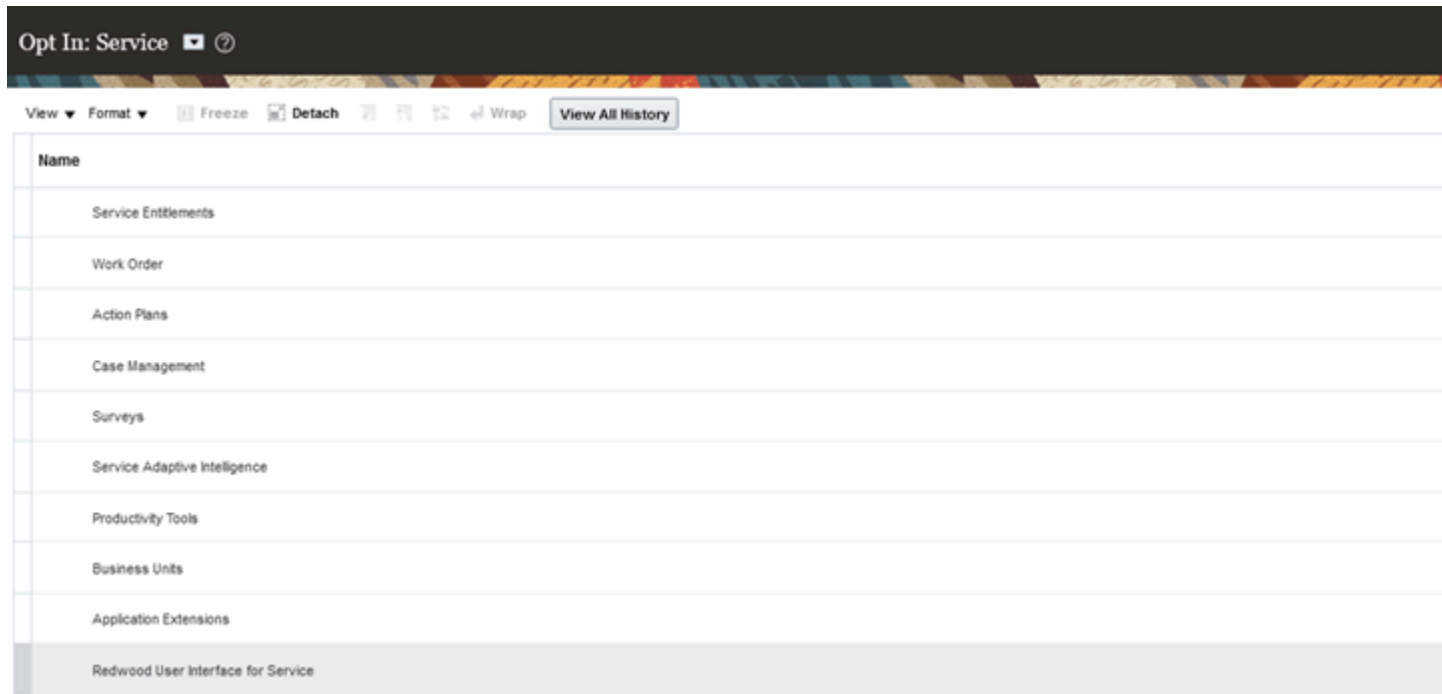 Opt In: Service
View Format Freeze Detach Wrap View All History
Name
Service Entitlements
Work Order
Action Plans
Case Management
Surveys
Service Adaptive Intelligence
Productivity Tools
Business Units
Application Extensions
Redwood User Interface for Service